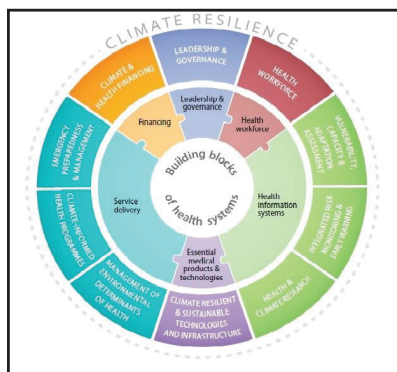 CLIMATE RESILIENCE
LEADERSHIP &
GOVERNANCE
HEALTH
WORKFORCE
VULNERABILITY,
CAPACITY &
ADAPTATION
ASSESSMENT
INTEGRATED RISK
MONITORING &
EARLY WARNING
HEALTH &
CLIMATE RESEARCH
CLIMATE RESILIENT
& SUSTAINABLE
TECHNOLOGIES
AND INFRASTRUCTURE
MANAGEMENT OF
ENVIRONMENTAL
DETERMINANTS
OF HEALTH
CLIMATE-INFORMED
HEALTH PROGRAMMES
EMERGENCY
PREPAREDNESS
& MANAGEMENT
CLIMATE &
HEALTH FINANCING
Leadership &
governance
Health
workforce
Health
information
systems
Essential
medical
products &
technologies
Service
delivery
Financing
Building blocks
of health systems